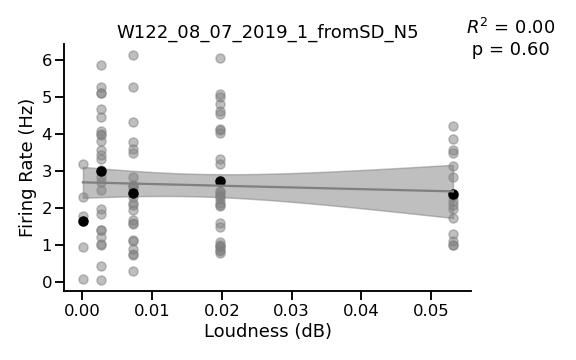 W122_08_07_2019_1_fromSD_N5
R² = 0.00
p = 0.60
Firing Rate (Hz)
6
5
4
3
2
1
0
0.00 0.01 0.02 0.03 0.04 0.05
Loudness (dB)